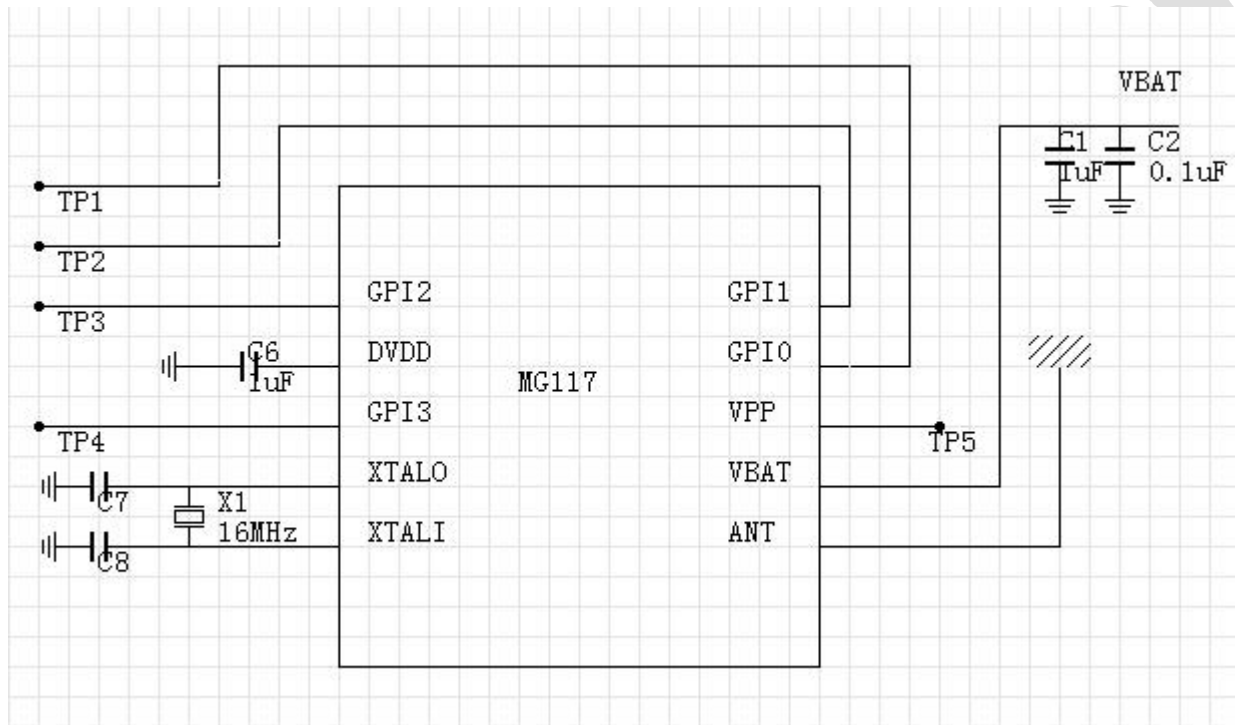 VBAT
C1
C2
1uF
0.1uF
TP1
TP2
TP3
GPI2
GPI1
C6
1uF
DVDD
GPI0
MG117
TP4
GPI3
VPP
TP5
C7
X1
16MHz
XTALO
VBAT
C8
XTALI
ANT